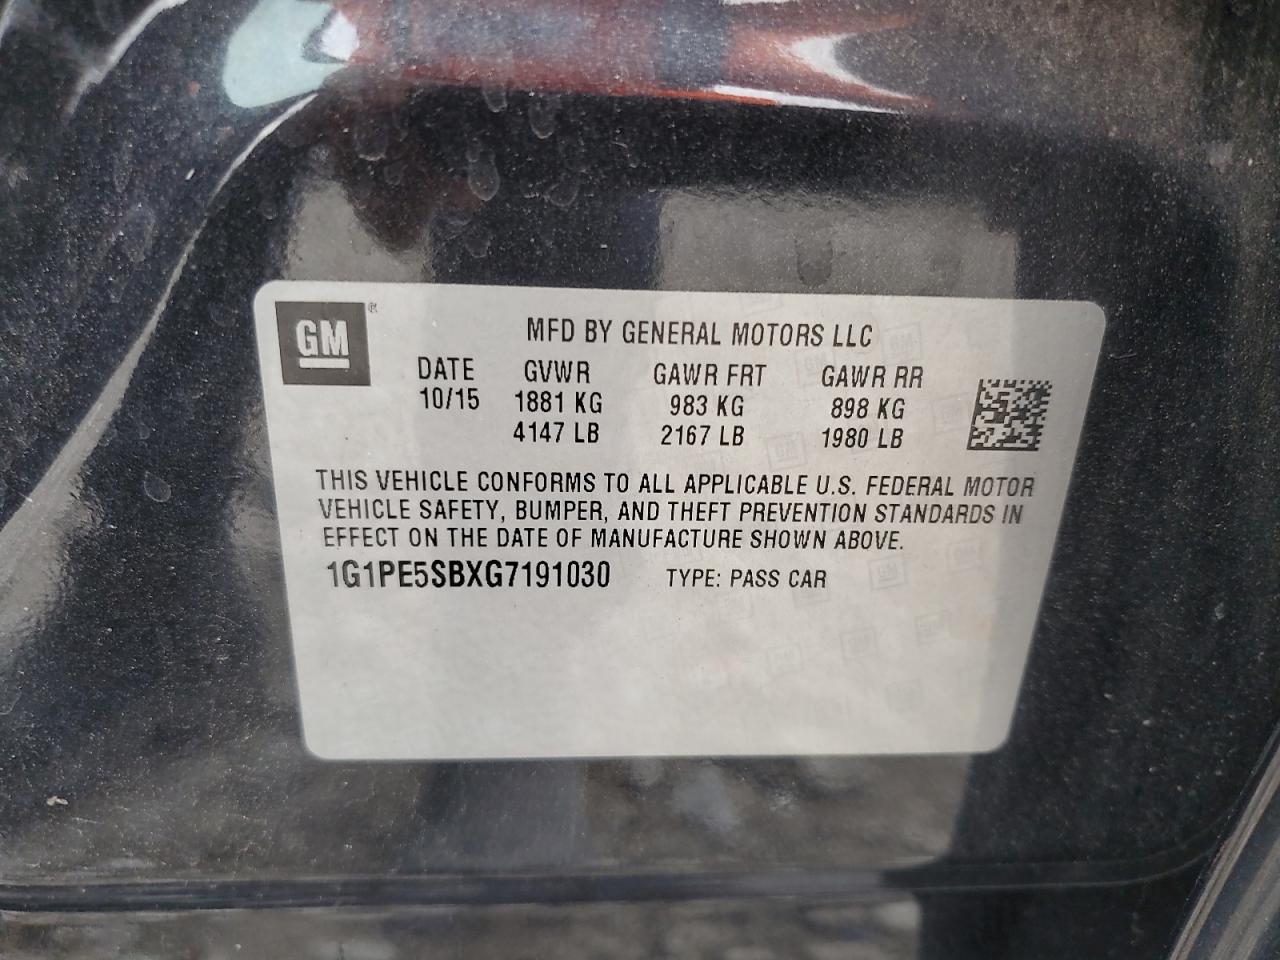 GM®
MFD BY GENERAL MOTORS LLC
DATE GVWR GAWR FRT GAWR RR
10/15 1881 KG 983 KG 898 KG
4147 LB 2167 LB 1980 LB
THIS VEHICLE CONFORMS TO ALL APPLICABLE U.S. FEDERAL MOTOR
VEHICLE SAFETY, BUMPER, AND THEFT PREVENTION STANDARDS IN
EFFECT ON THE DATE OF MANUFACTURE SHOWN ABOVE.
1G1PE5SBXG7191030 TYPE: PASS CAR